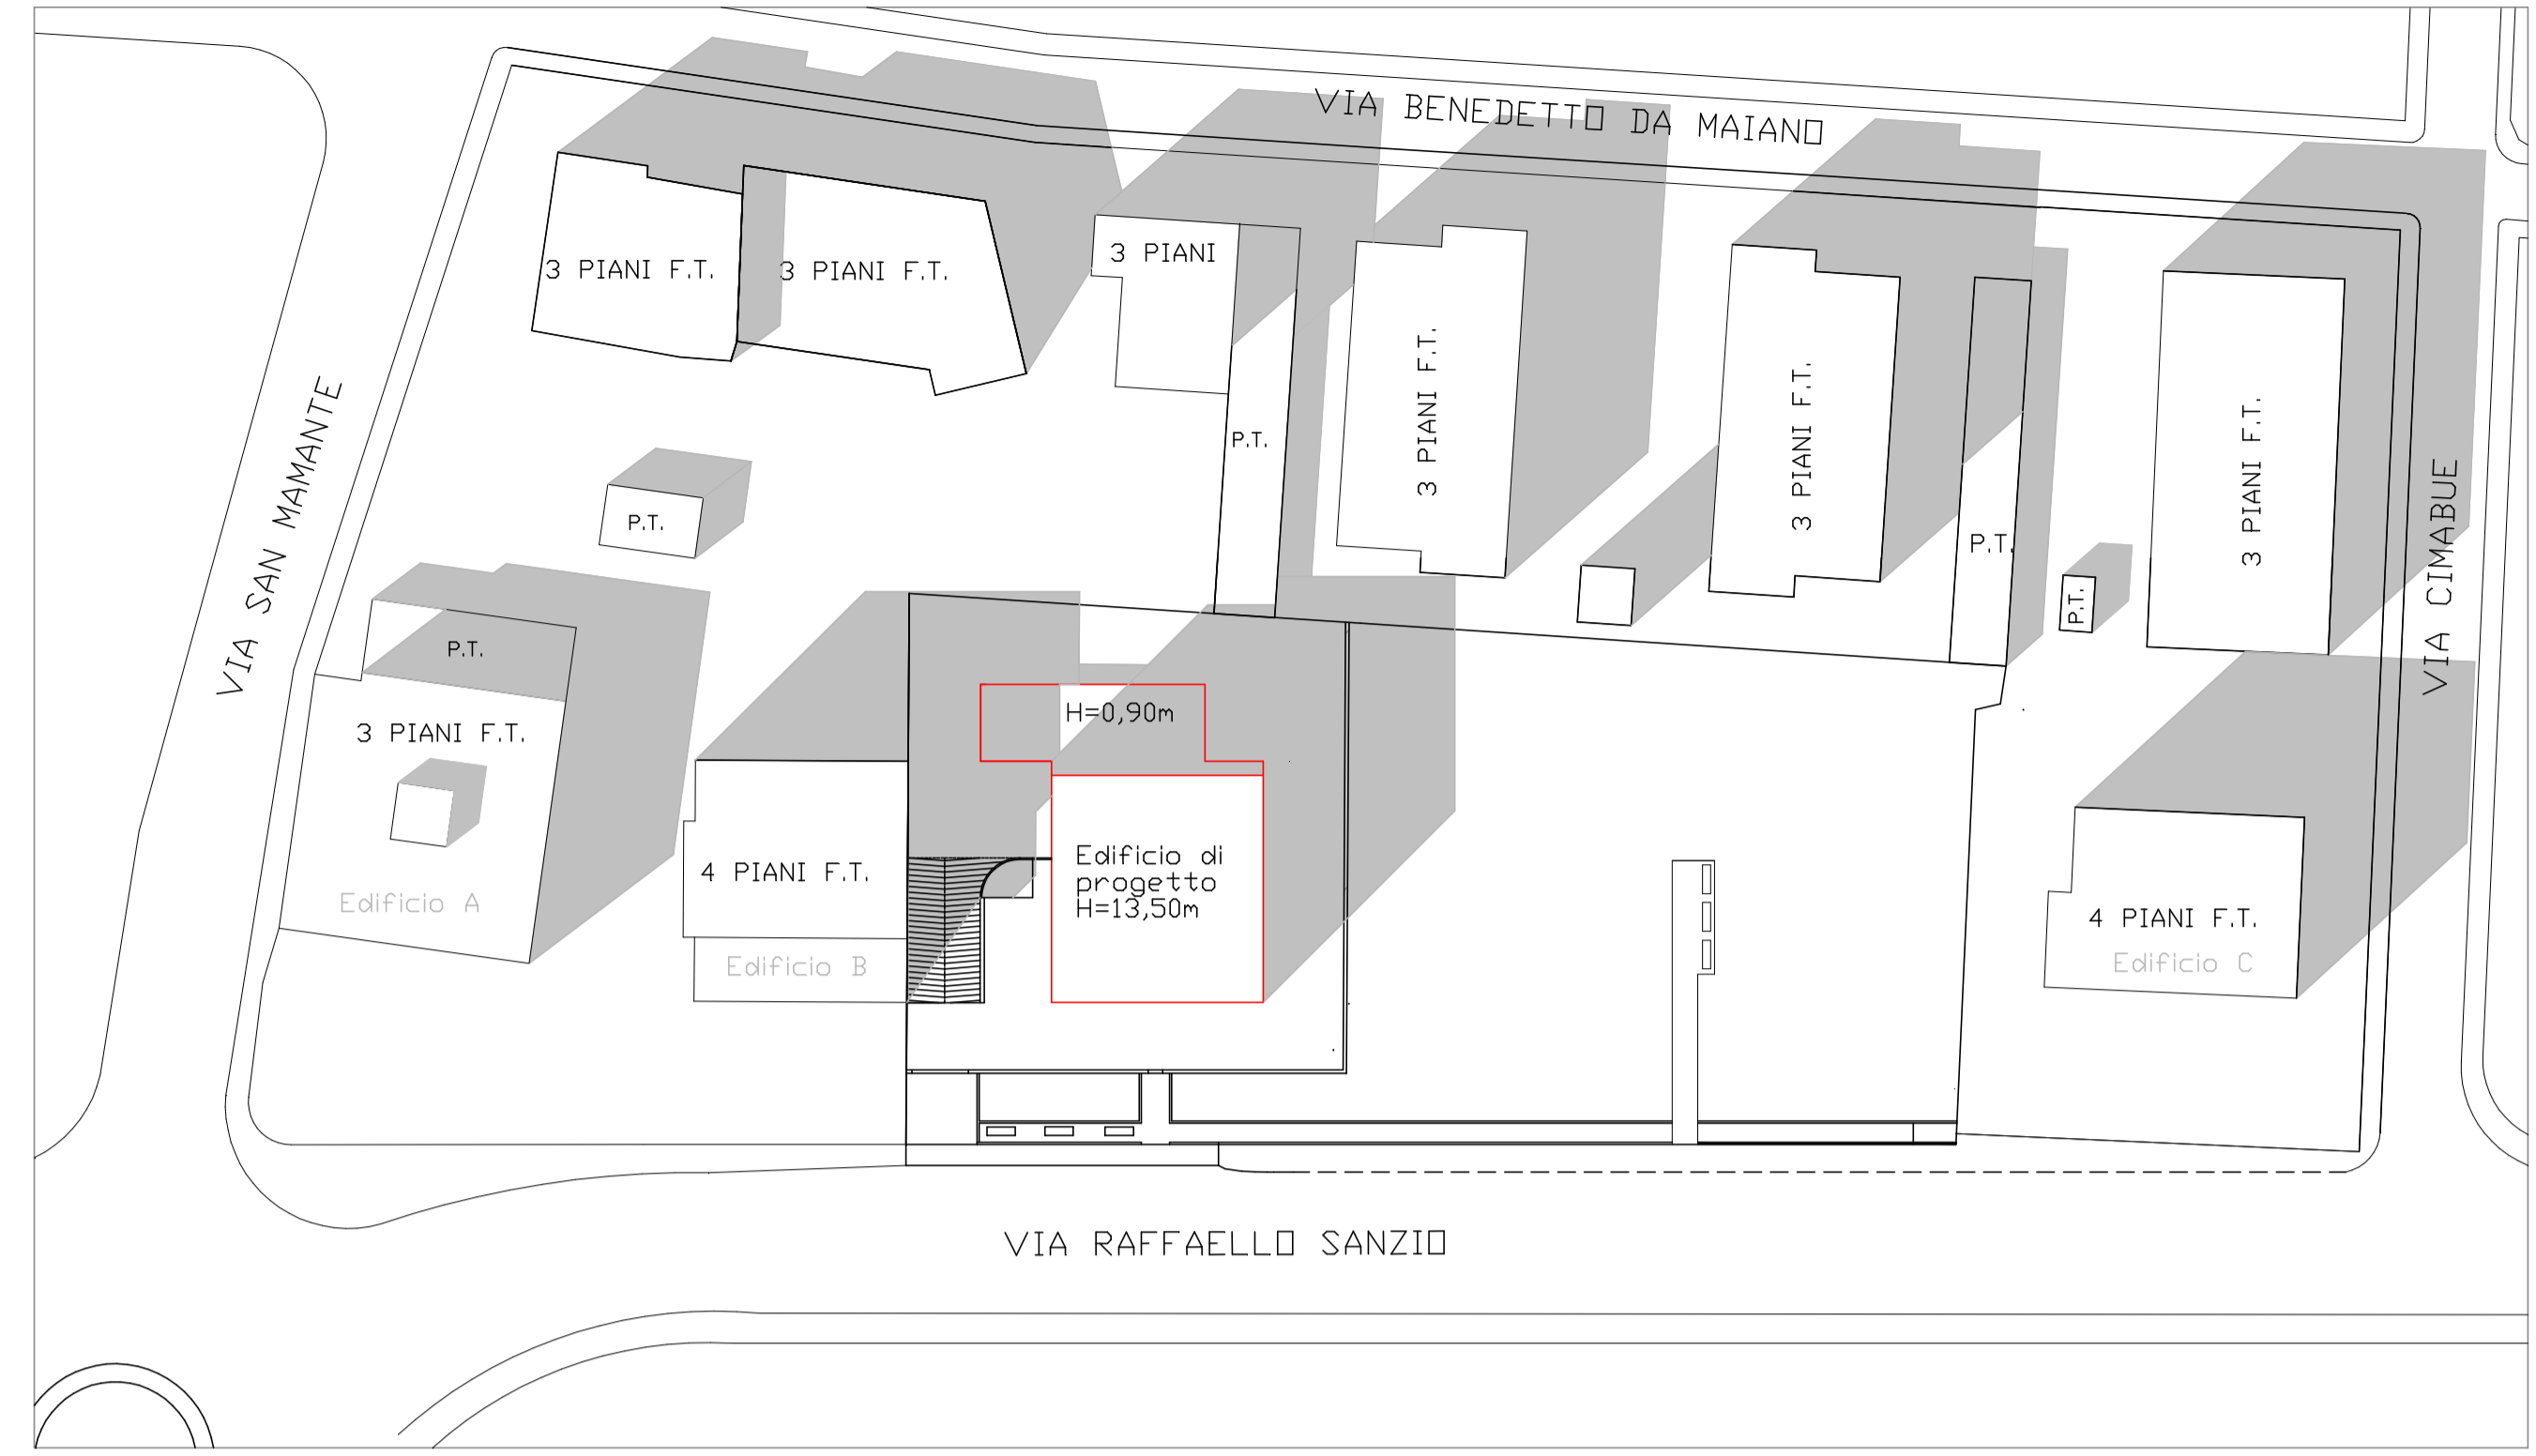 VIA BENEDETTO DA MAIANO
3 PIANI F.T.
3 PIANI F.T.
3 PIANI
3 PIANI F.T.
3 PIANI F.T.
3 PIANI F.T.
P.T.
P.T.
P.T.
P.T.
P.T.
VIA SAN MAMANTE
VIA CIMABUE
3 PIANI F.T.
Edificio A
4 PIANI F.T.
Edificio B
H=0,90m
Edificio di
progetto
H=13,50m
4 PIANI F.T.
Edificio C
VIA RAFFAELLO SANZIO